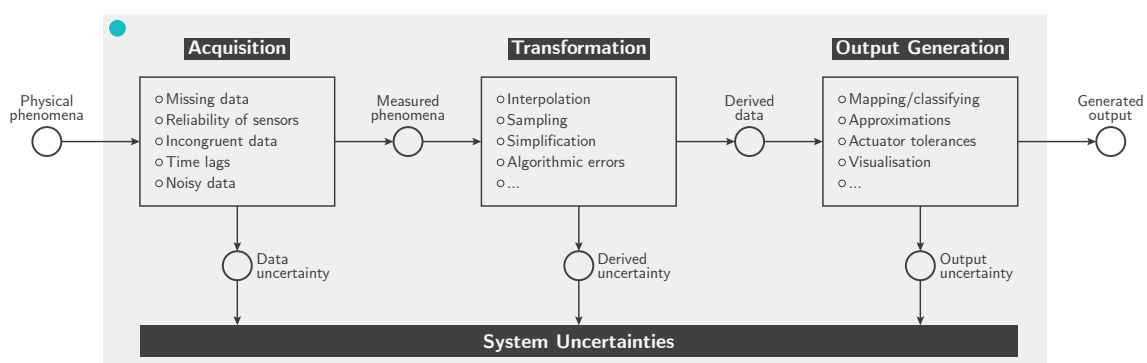 Acquisition
Transformation
Output Generation
Physical
phenomena
Missing data
Reliability of sensors
Incongruent data
Time lags
Noisy data
Measured
phenomena
Interpolation
Sampling
Simplification
Algorithmic errors
...
Derived
data
Mapping/classifying
Approximations
Actuator tolerances
Visualisation
...
Generated
output
Data
uncertainty
Derived
uncertainty
Output
uncertainty
System Uncertainties